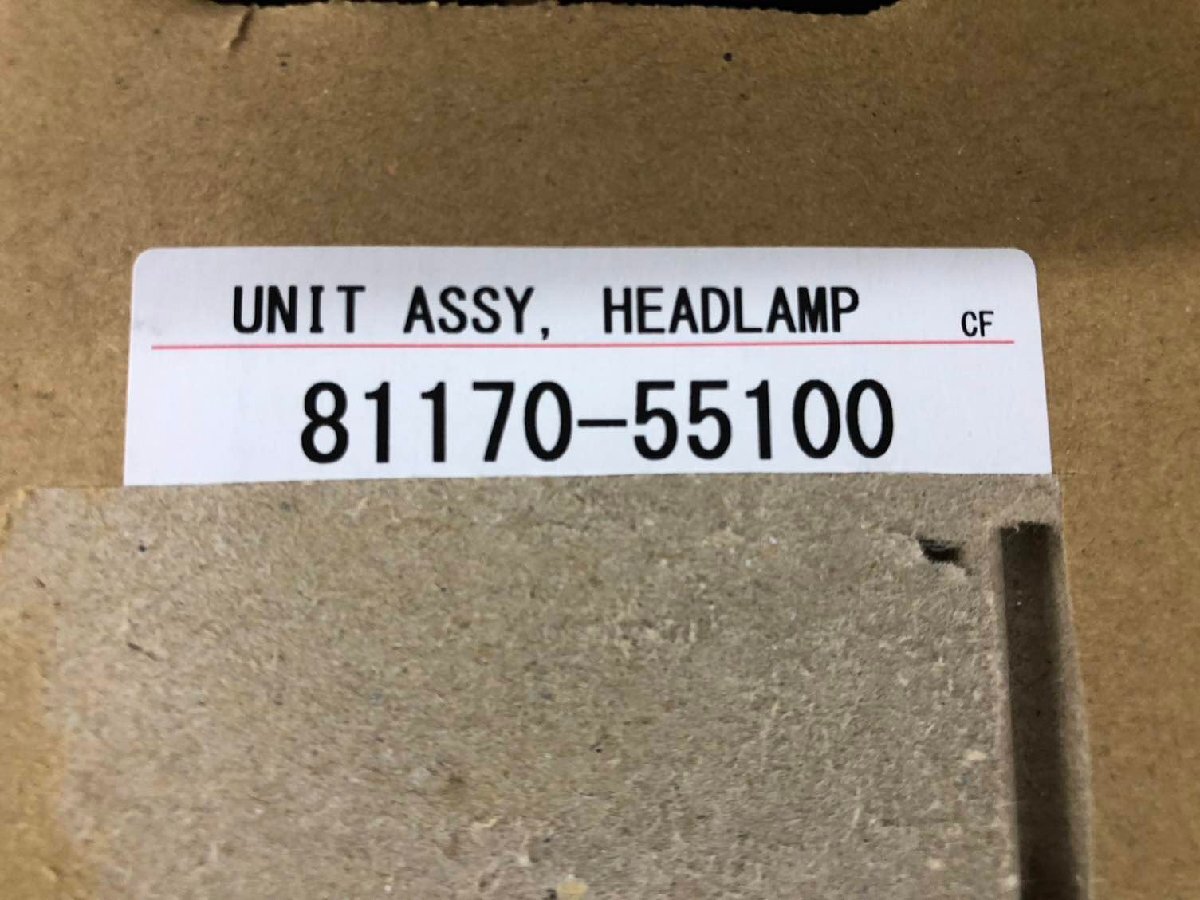 UNIT ASSY, HEADLAMP CF
81170-55100